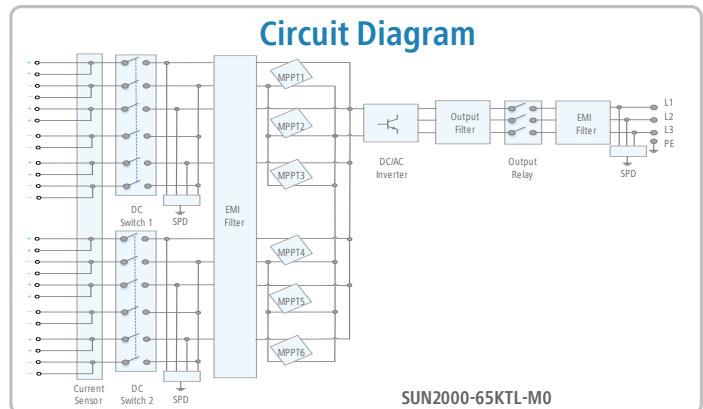 Circuit Diagram
MPPT1
MPPT2
MPPT3
MPPT4
MPPT5
MPPT6
DC
Switch 1
SPD
EMI
Filter
DC/AC
Inverter
Output
Filter
Output
Relay
EMI
Filter
SPD
L1
L2
L3
PE
Current
Sensor
DC
Switch 2
SPD
SUN2000-65KTL-M0